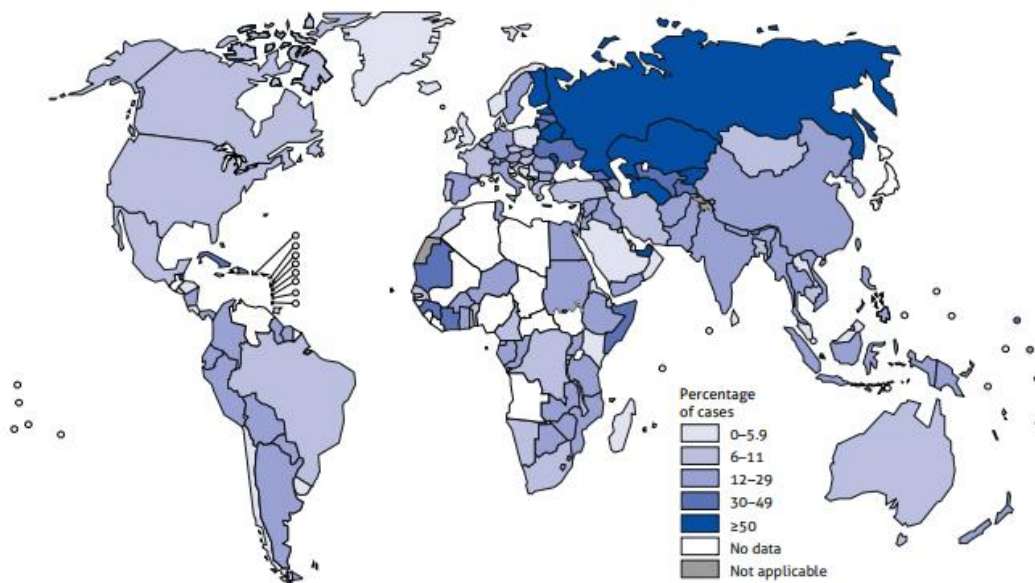 Percentage
of cases
0–5.9
6–11
12–29
30–49
≥50
No data
Not applicable